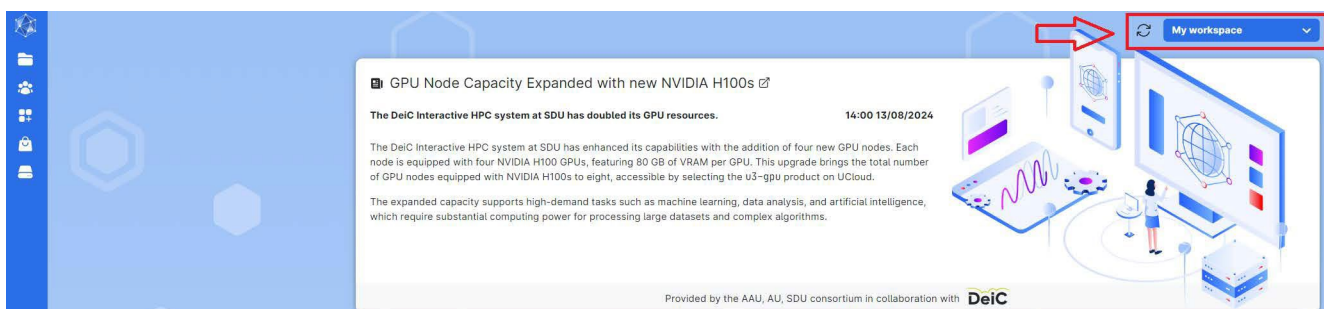 My workspace
GPU Node Capacity Expanded with new NVIDIA H100s
The DeiC Interactive HPC system at SDU has doubled its GPU resources. 14:00 13/08/2024
The DeiC Interactive HPC system at SDU has enhanced its capabilities with the addition of four new GPU nodes. Each
node is equipped with four NVIDIA H100 GPUs, featuring 80 GB of VRAM per GPU. This upgrade brings the total number
of GPU nodes equipped with NVIDIA H100s to eight, accessible by selecting the u3-gpu product on UCloud.
The expanded capacity supports high-demand tasks such as machine learning, data analysis, and artificial intelligence,
which require substantial computing power for processing large datasets and complex algorithms.
Provided by the AAU, AU, SDU consortium in collaboration with DeiC